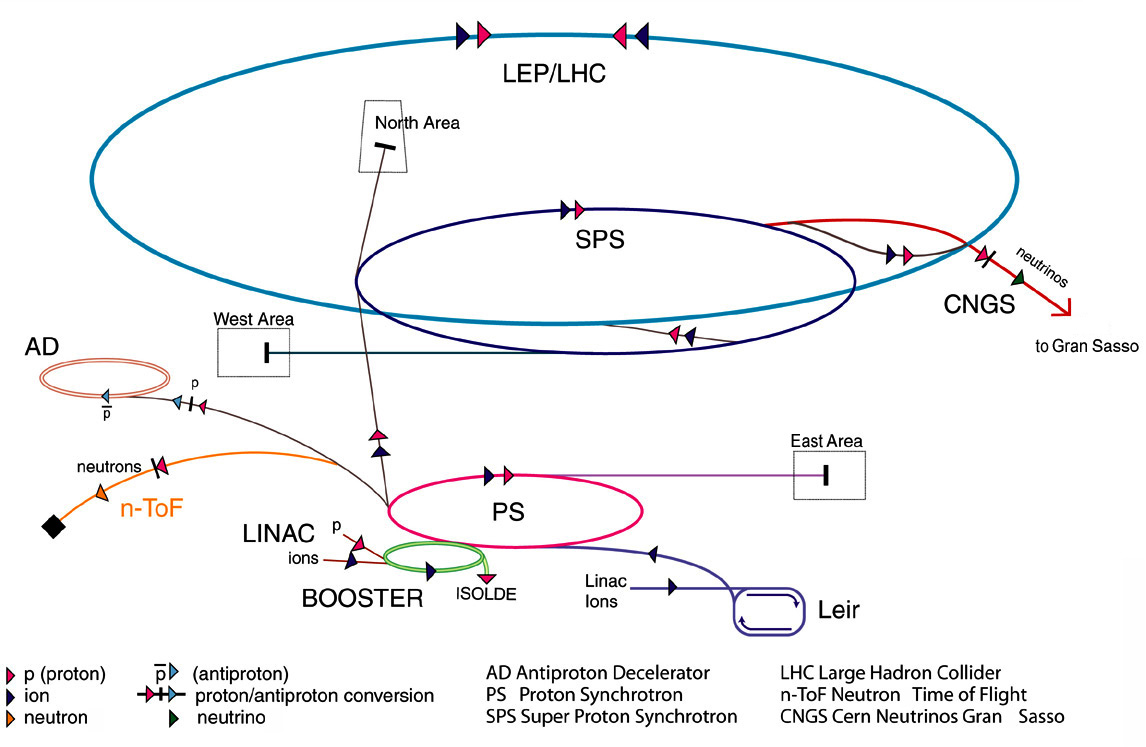 LEP/LHC
North Area
SPS
neutrinos
CNGS
to Gran Sasso
West Area
AD
p
p̅
neutrons
n-ToF
East Area
PS
LINAC
p
ions
BOOSTER
ISOLDE
Linac
Ions
Leir
p (proton)
ion
neutron
p̅ (antiproton)
proton/antiproton conversion
neutrino
AD Antiproton Decelerator
PS Proton Synchrotron
SPS Super Proton Synchrotron
LHC Large Hadron Collider
n-ToF Neutron Time of Flight
CNGS Cern Neutrinos Gran Sasso